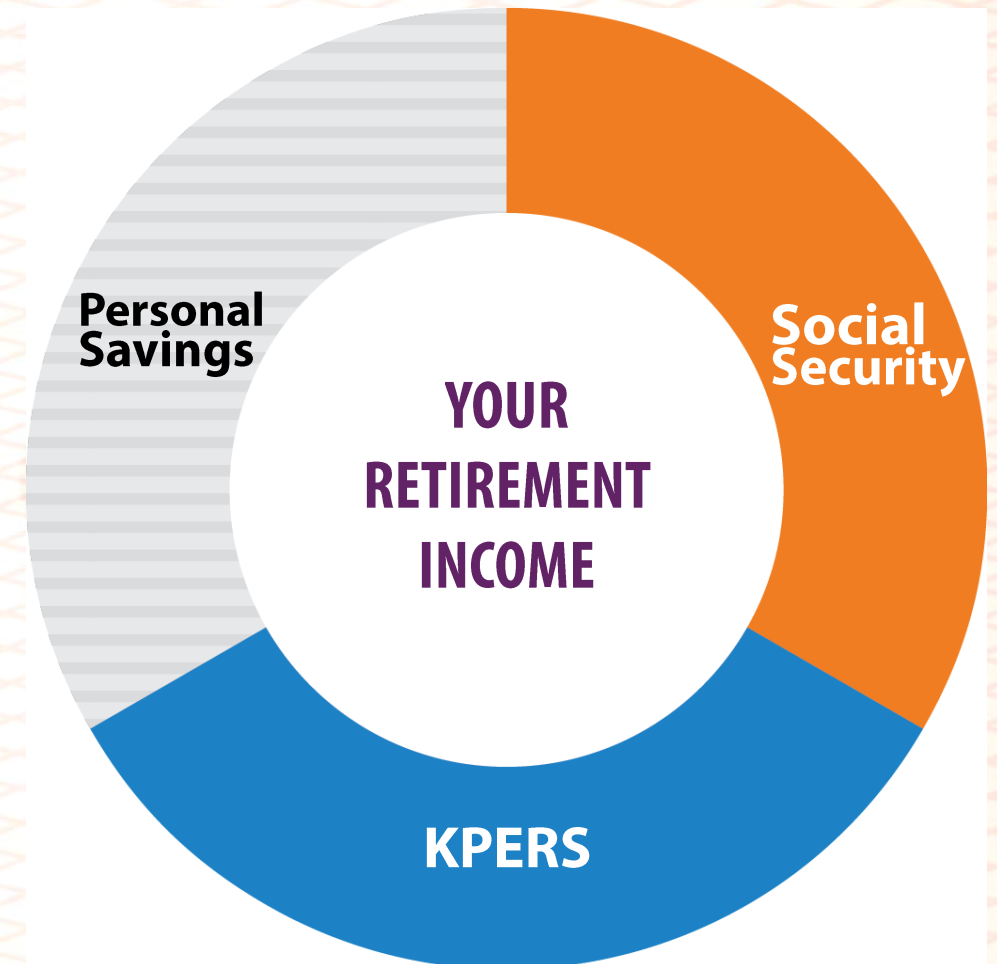 Personal
Savings
Social
Security
YOUR
RETIREMENT
INCOME
KPERS